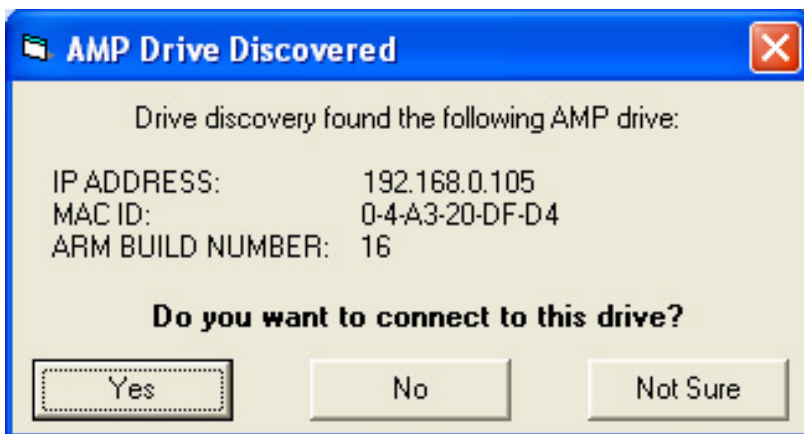 AMP Drive Discovered
Drive discovery found the following AMP drive:
IP ADDRESS: 192.168.0.105
MAC ID: 0-4-A3-20-DF-D4
ARM BUILD NUMBER: 16
Do you want to connect to this drive?
Yes No Not Sure